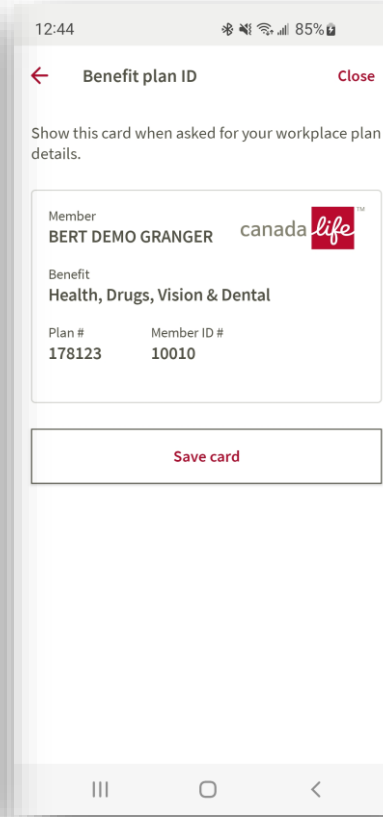 12:44
85%
Benefit plan ID
Close
Show this card when asked for your workplace plan
details.
Member
BERT DEMO GRANGER
canada life™
Benefit
Health, Drugs, Vision & Dental
Plan #
Member ID #
178123
10010
Save card